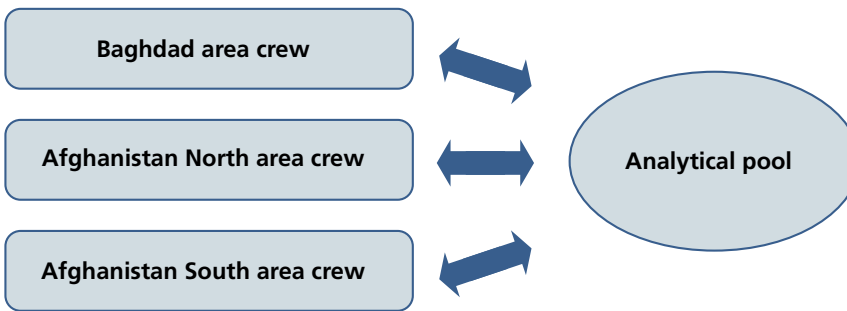 Baghdad area crew
Afghanistan North area crew
Analytical pool
Afghanistan South area crew